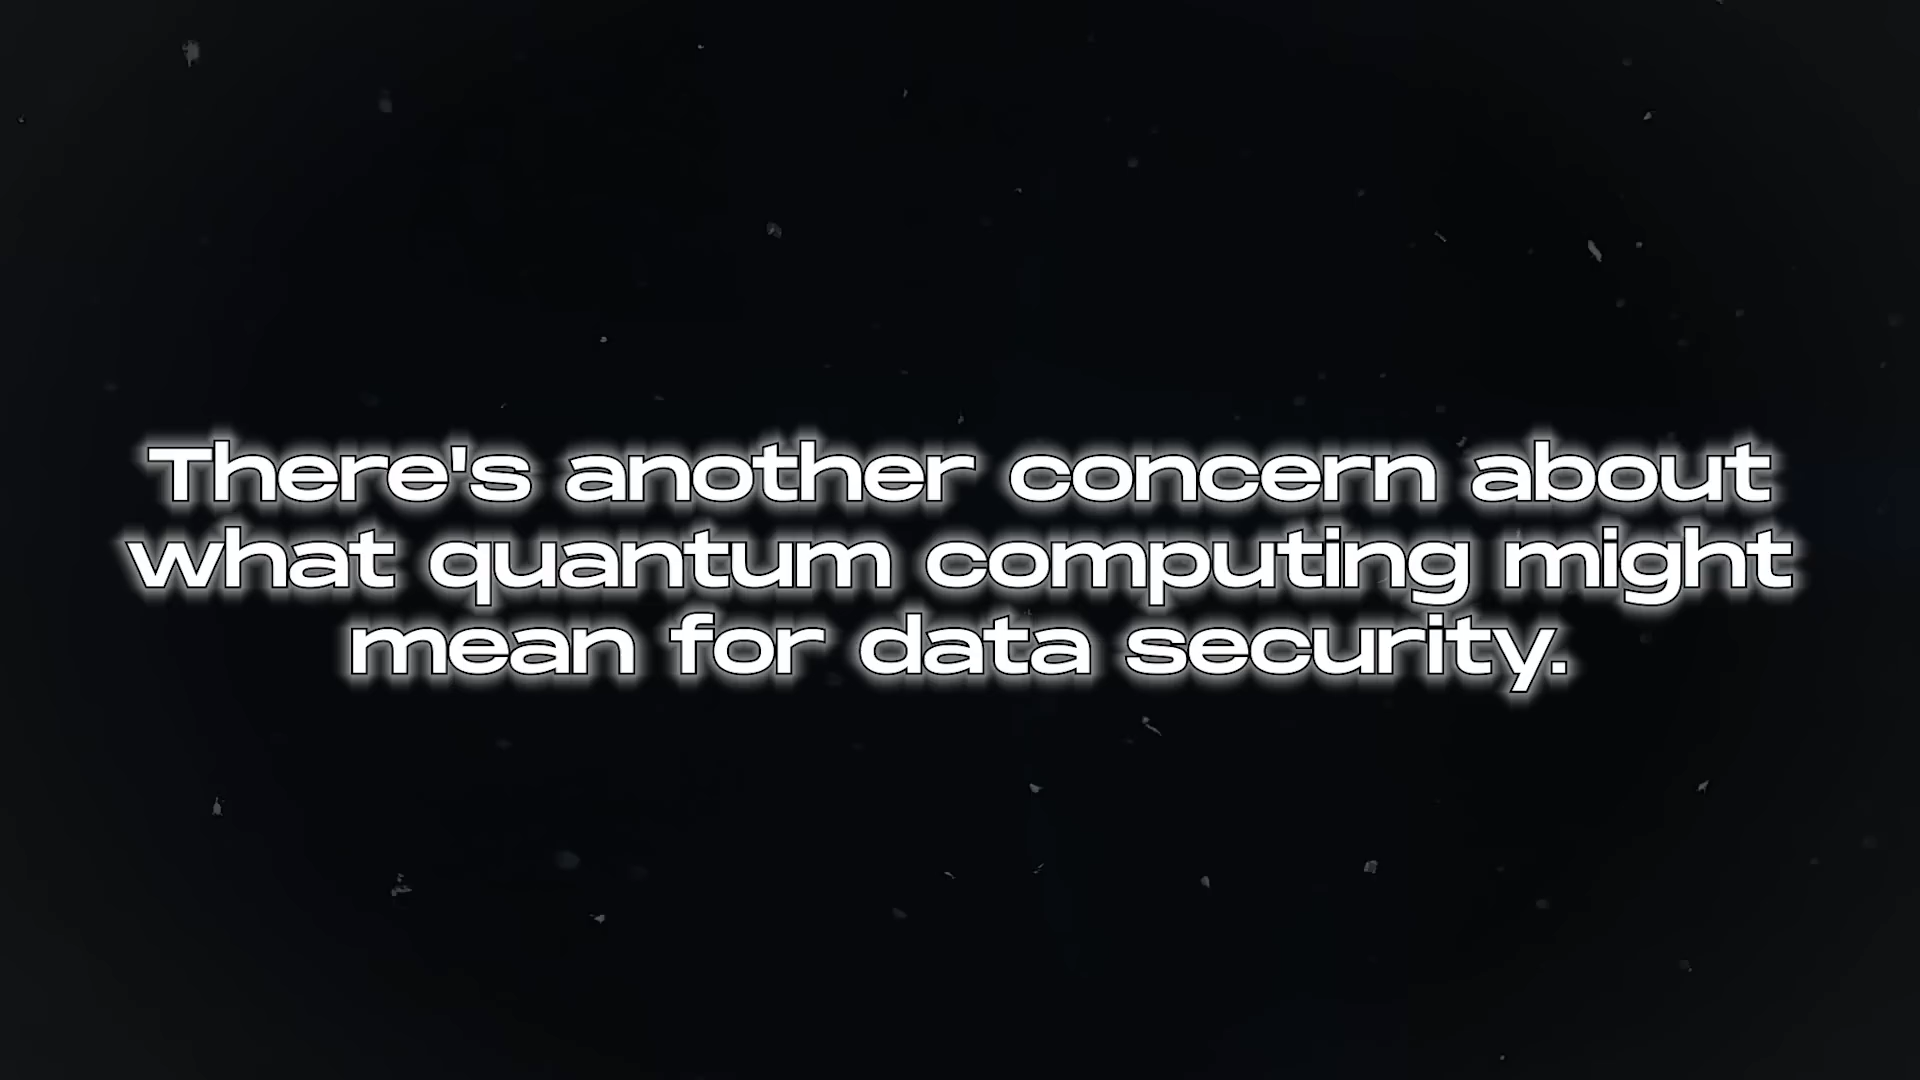 There's another concern about
what quantum computing might
mean for data security.